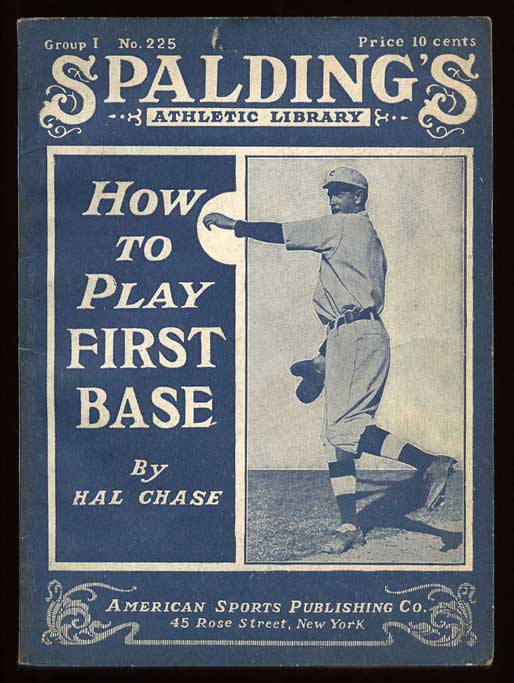 Group I No. 225 Price 10 cents
SPALDING'S
ATHLETIC LIBRARY
HOW
TO
PLAY
FIRST
BASE
By
HAL CHASE
C
AMERICAN SPORTS PUBLISHING CO.
45 Rose Street, New York